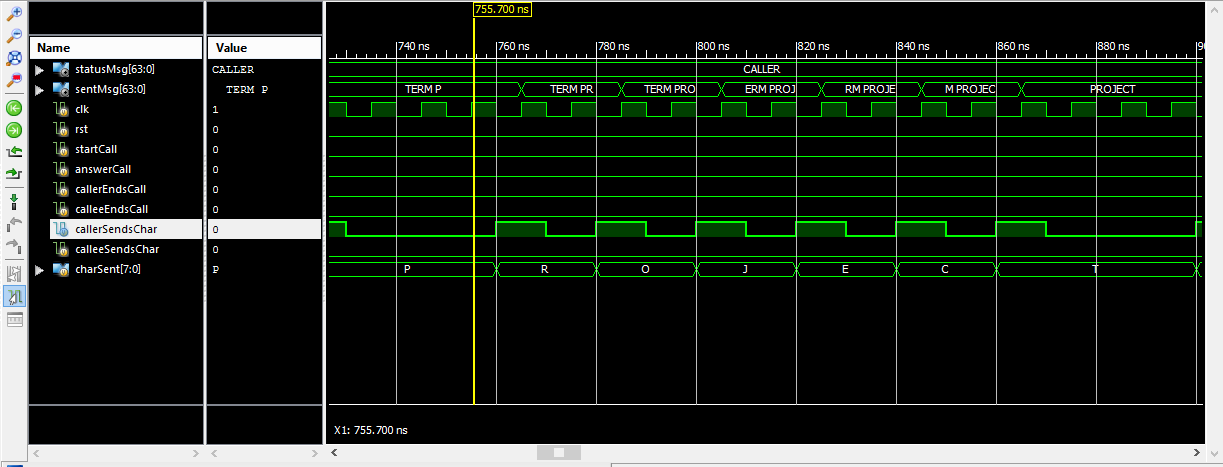 755.700 ns
Name Value
740 ns 760 ns 780 ns 800 ns 820 ns 840 ns 860 ns 880 ns
statusMsg[63:0] CALLER CALLER
sentMsg[63:0] TERM P TERM P TERM PR TERM PRO ERM PROJ RM PROJE M PROJEC PROJECT
clk 1
rst 0
startCall 0
answerCall 0
callerEndsCall 0
calleeEndsCall 0
callerSendsChar 0
calleeSendsChar 0
charSent[7:0] P P R O J E C T
X1: 755.700 ns